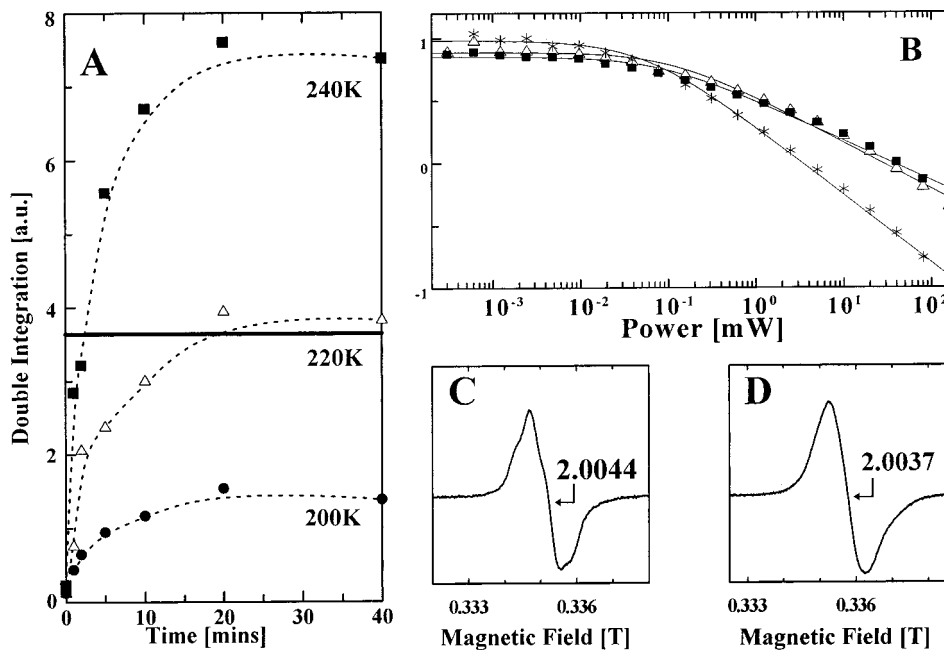 A
Double Integration [a.u.]
8
6
4
2
0
240K
220K
200K
0
10
20
30
40
Time [mins]
B
1
0
-1
10⁻³
10⁻²
10⁻¹
10⁰
10¹
10²
Power [mW]
C
2.0044
0.333
0.336
Magnetic Field [T]
D
2.0037
0.333
0.336
Magnetic Field [T]